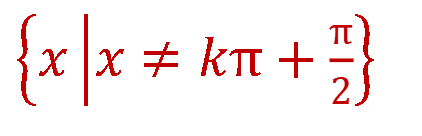 {x|x ≠ kπ + π/2}